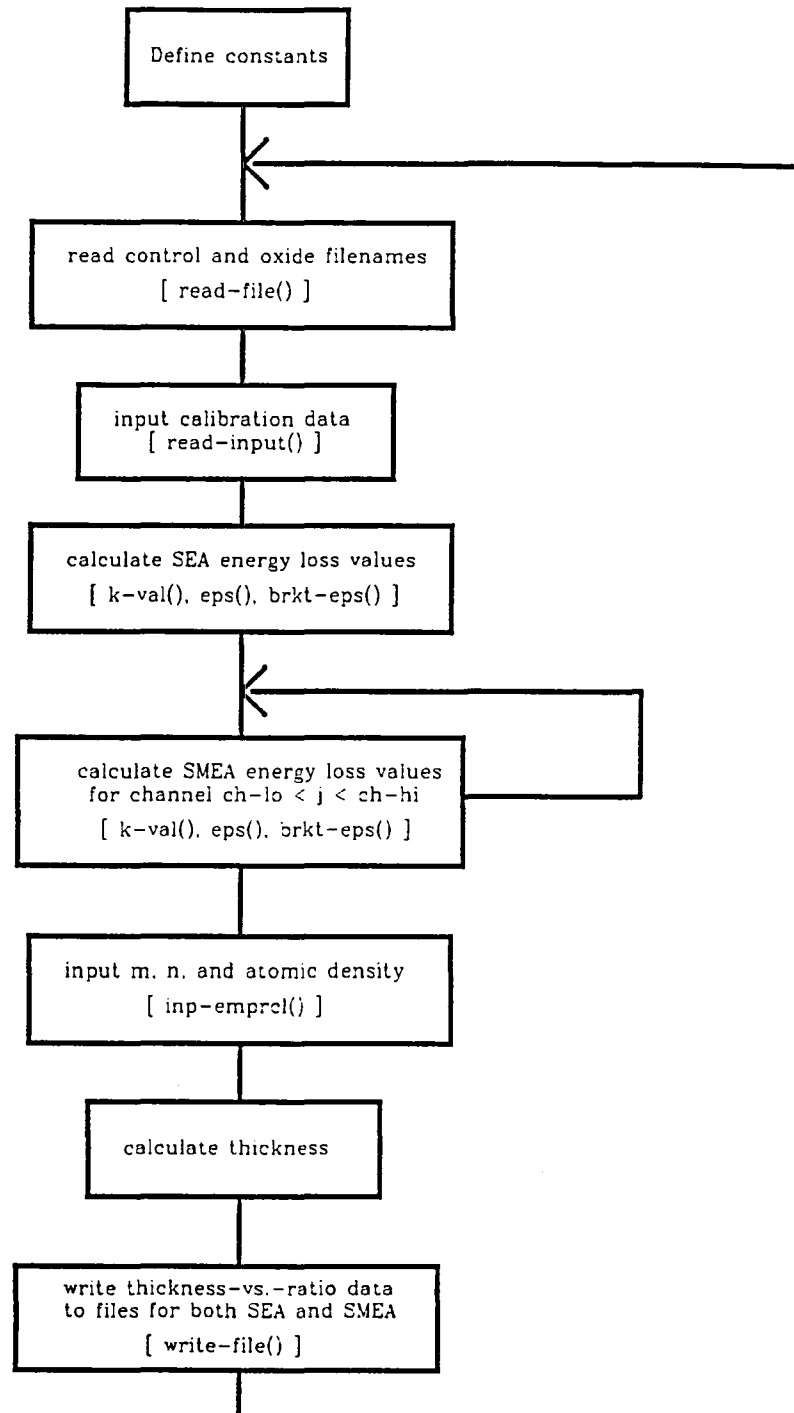 Define constants
read control and oxide filenames
[ read-file() ]
input calibration data
[ read-input() ]
calculate SEA energy loss values
[ k-val(), eps(), brkt-eps() ]
calculate SMEA energy loss values
for channel ch-lo < j < ch-hi
[ k-val(), eps(), brkt-eps() ]
input m, n, and atomic density
[ inp-emprcl() ]
calculate thickness
write thickness-vs.-ratio data
to files for both SEA and SMEA
[ write-file() ]